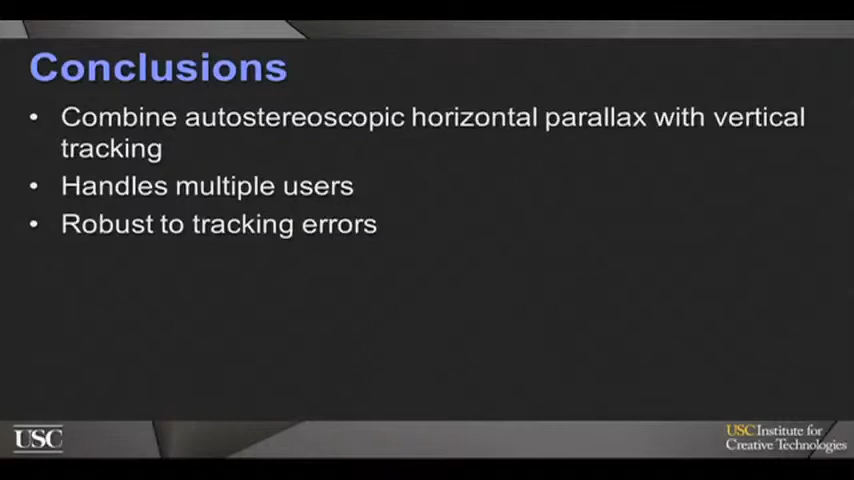 Conclusions
• Combine autostereoscopic horizontal parallax with vertical
tracking
• Handles multiple users
• Robust to tracking errors
USC
USC Institute for
Creative Technologies